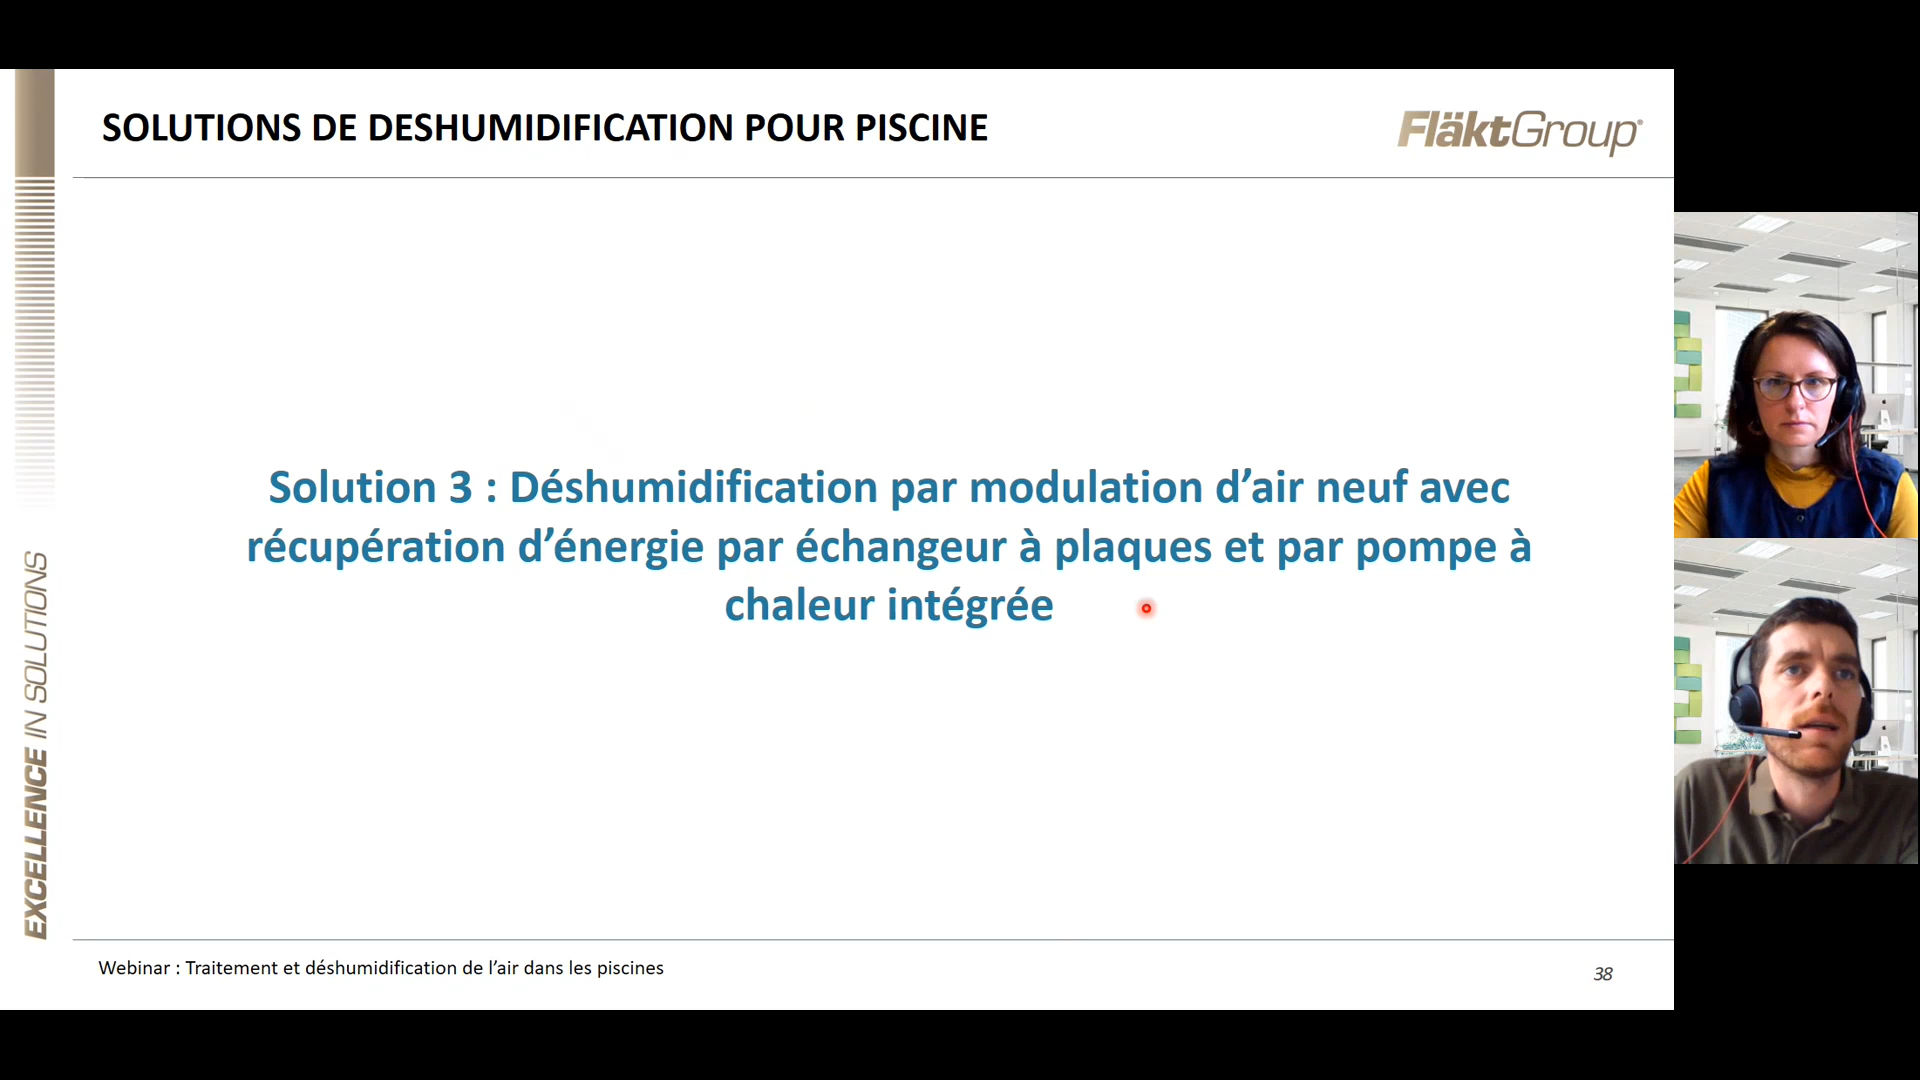 SOLUTIONS DE DESHUMIDIFICATION POUR PISCINE
FläktGroup®
Solution 3 : Déshumidification par modulation d’air neuf avec
récupération d’énergie par échangeur à plaques et par pompe à
chaleur intégrée
EXCELLENCE IN SOLUTIONS
Webinar : Traitement et déshumidification de l’air dans les piscines
38